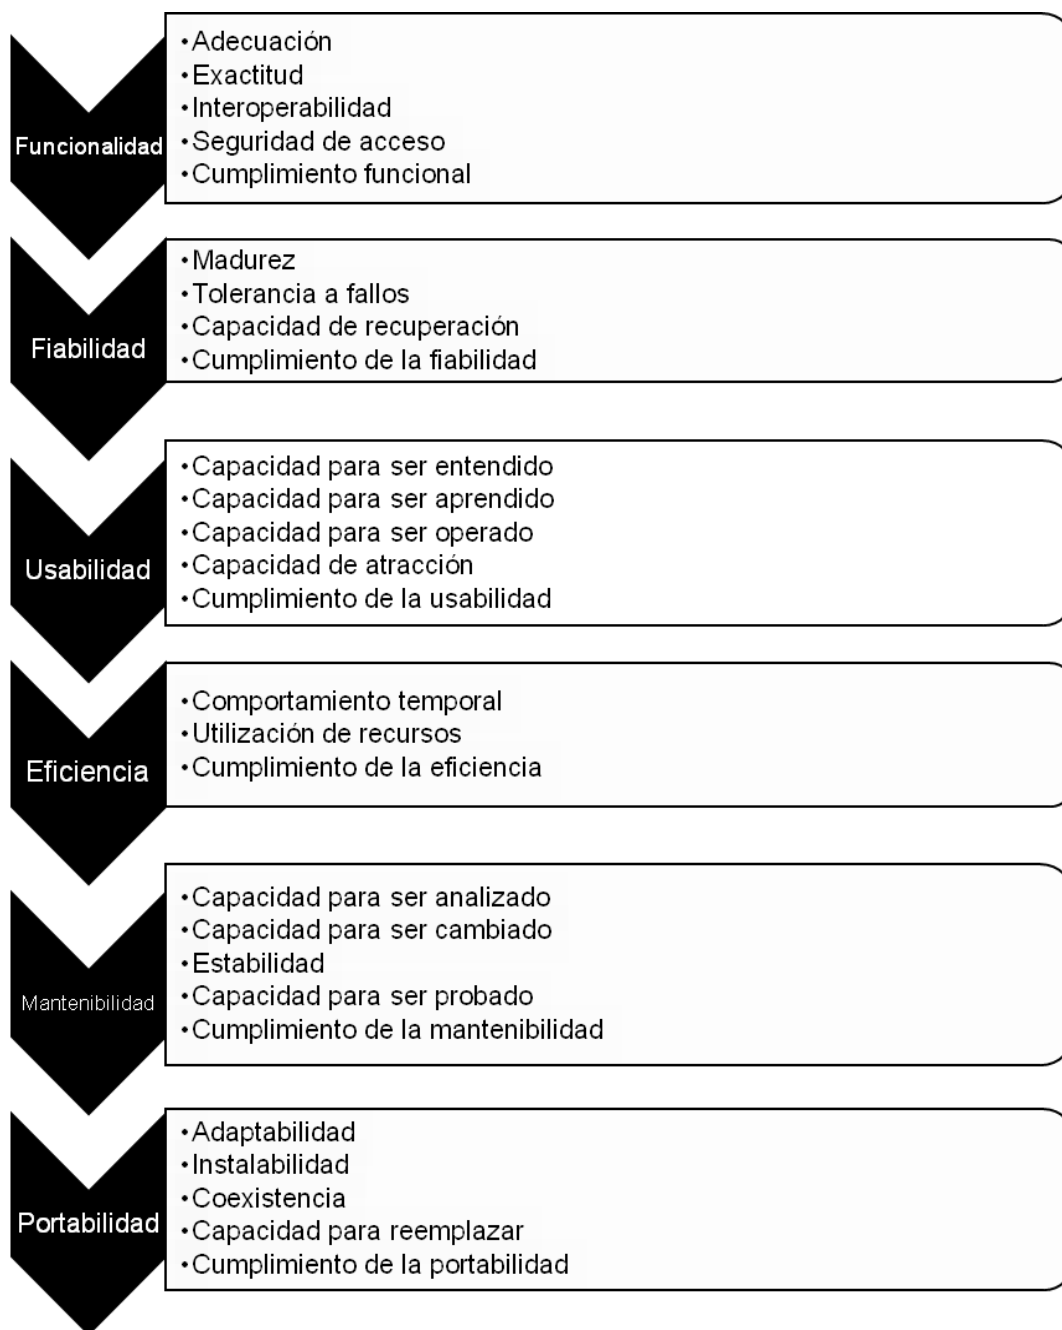 Funcionalidad
•Adecuación
•Exactitud
•Interoperabilidad
•Seguridad de acceso
•Cumplimiento funcional
Fiabilidad
•Madurez
•Tolerancia a fallos
•Capacidad de recuperación
•Cumplimiento de la fiabilidad
Usabilidad
•Capacidad para ser entendido
•Capacidad para ser aprendido
•Capacidad para ser operado
•Capacidad de atracción
•Cumplimiento de la usabilidad
Eficiencia
•Comportamiento temporal
•Utilización de recursos
•Cumplimiento de la eficiencia
Mantenibilidad
•Capacidad para ser analizado
•Capacidad para ser cambiado
•Estabilidad
•Capacidad para ser probado
•Cumplimiento de la mantenibilidad
Portabilidad
•Adaptabilidad
•Instalabilidad
•Coexistencia
•Capacidad para reemplazar
•Cumplimiento de la portabilidad